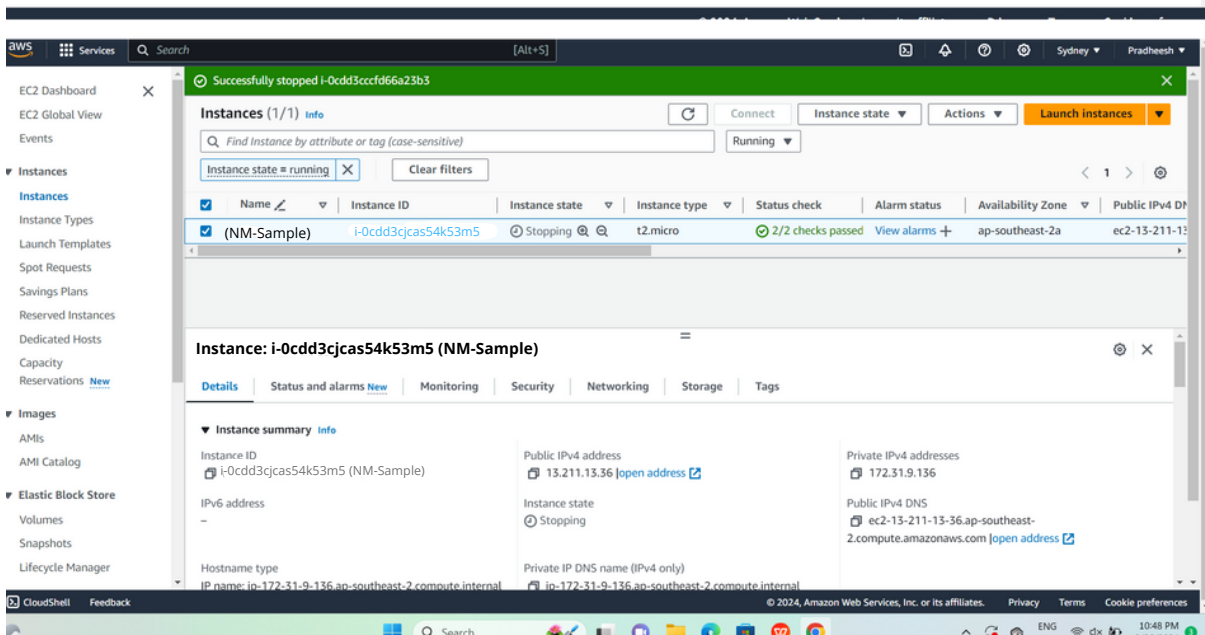 aws Services Search [Alt+S] Sydney ▼ Pradheesh ▼
EC2 Dashboard
EC2 Global View
Events
Instances
Instances
Instance Types
Launch Templates
Spot Requests
Savings Plans
Reserved Instances
Dedicated Hosts
Capacity
Reservations New
Images
AMIs
AMI Catalog
Elastic Block Store
Volumes
Snapshots
Lifecycle Manager
Successfully stopped i-0cdd3cccfd66a23b3
Instances (1/1) Info
Connect Instance state ▼ Actions ▼ Launch instances ▼
Find Instance by attribute or tag (case-sensitive)
Running ▼
Instance state = running
Clear filters
1
Name Instance ID Instance state Instance type Status check Alarm status Availability Zone Public IPv4 DN
(NM-Sample) i-0cdd3cjcas54k53m5 Stopping t2.micro 2/2 checks passed View alarms + ap-southeast-2a ec2-13-211-13
Instance: i-0cdd3cjcas54k53m5 (NM-Sample)
Details Status and alarms New Monitoring Security Networking Storage Tags
▼ Instance summary Info
Instance ID
i-0cdd3cjcas54k53m5 (NM-Sample)
Public IPv4 address
13.211.13.36 |open address
Private IPv4 addresses
172.31.9.136
IPv6 address
–
Instance state
Stopping
Public IPv4 DNS
ec2-13-211-13-36.ap-southeast-
2.compute.amazonaws.com |open address
Hostname type
IP name: ip-172-31-9-136.ap-southeast-2.compute.internal
Private IP DNS name (IPv4 only)
ip-172-31-9-136.ap-southeast-2.compute.internal
CloudShell Feedback
© 2024, Amazon Web Services, Inc. or its affiliates. Privacy Terms Cookie preferences
Search
ENG
10:48 PM